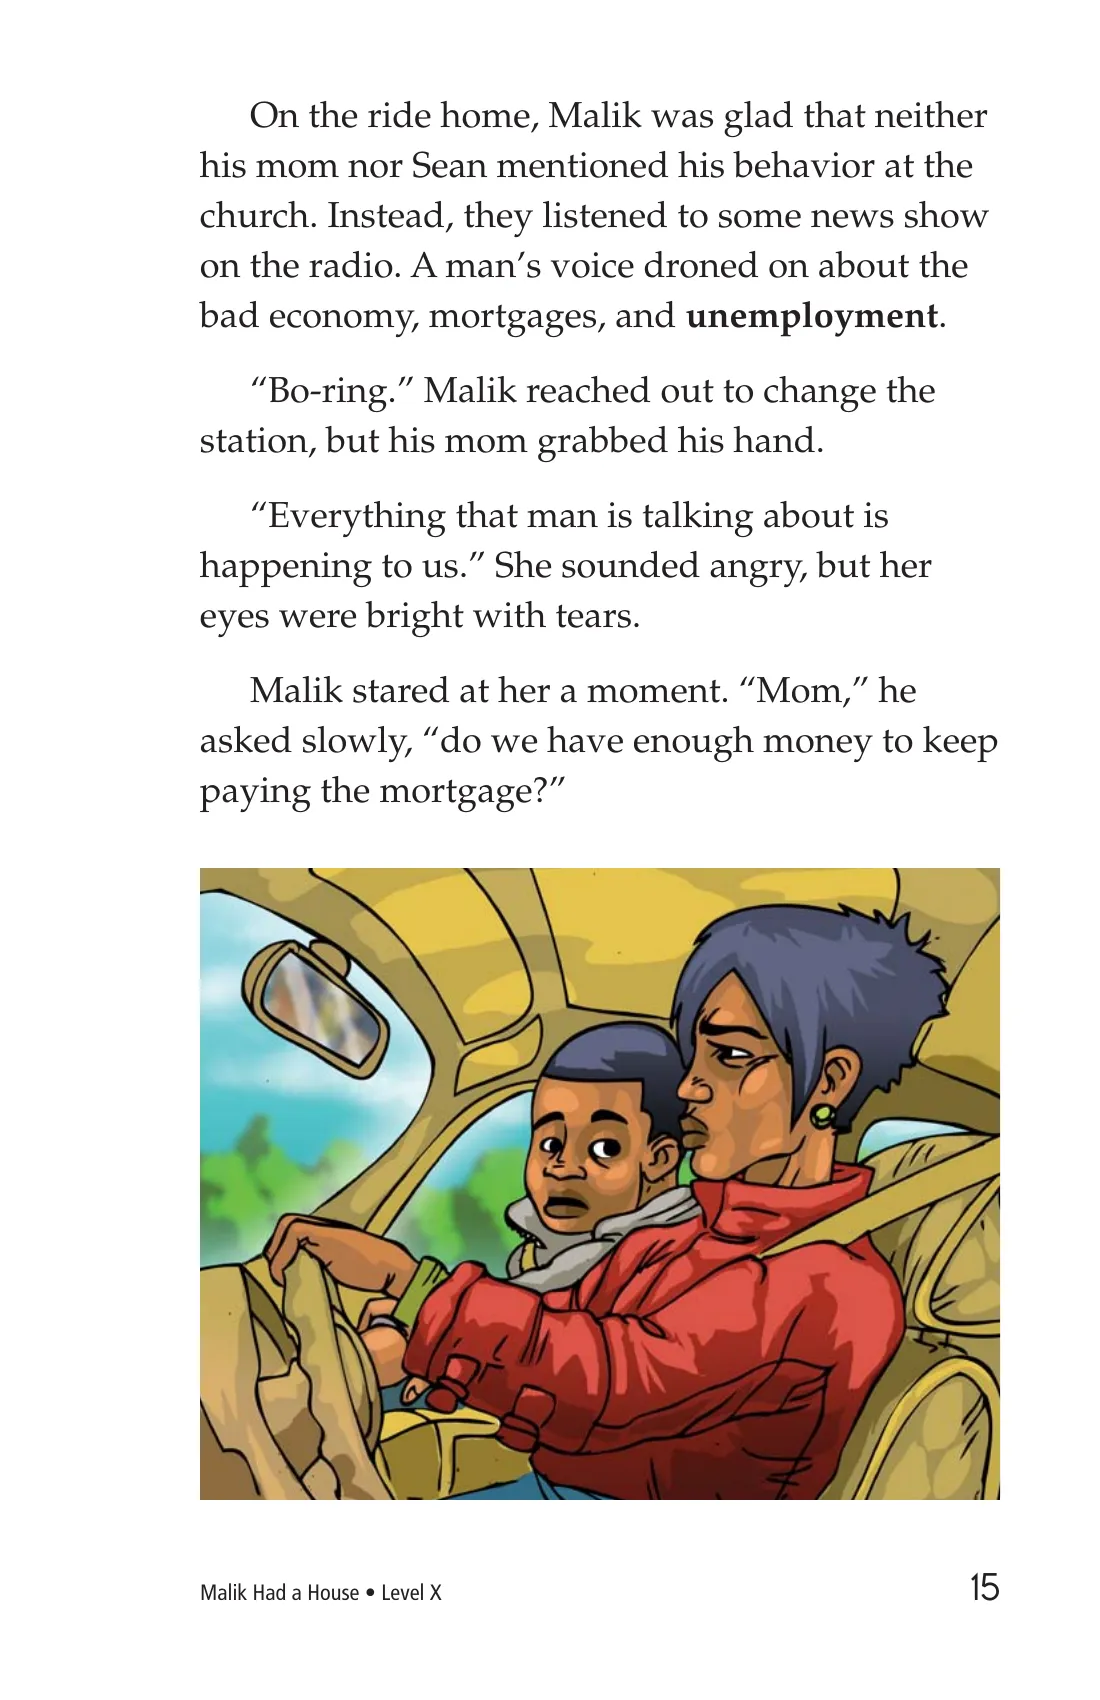 On the ride home, Malik was glad that neither
his mom nor Sean mentioned his behavior at the
church. Instead, they listened to some news show
on the radio. A man’s voice droned on about the
bad economy, mortgages, and unemployment.
“Bo-ring.” Malik reached out to change the
station, but his mom grabbed his hand.
“Everything that man is talking about is
happening to us.” She sounded angry, but her
eyes were bright with tears.
Malik stared at her a moment. “Mom,” he
asked slowly, “do we have enough money to keep
paying the mortgage?”
Malik Had a House • Level X
15